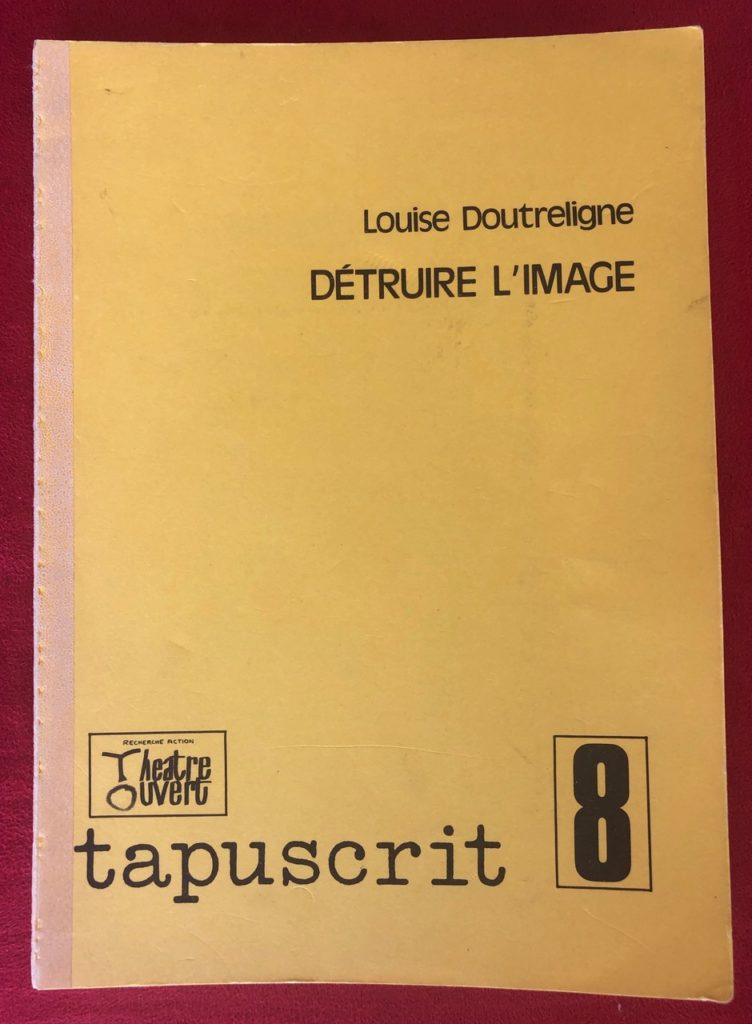 Louise Doutreligne
DÉTRUIRE L'IMAGE
RECHERCHE ACTION
Theatre
Ouvert
tapuscrit
8